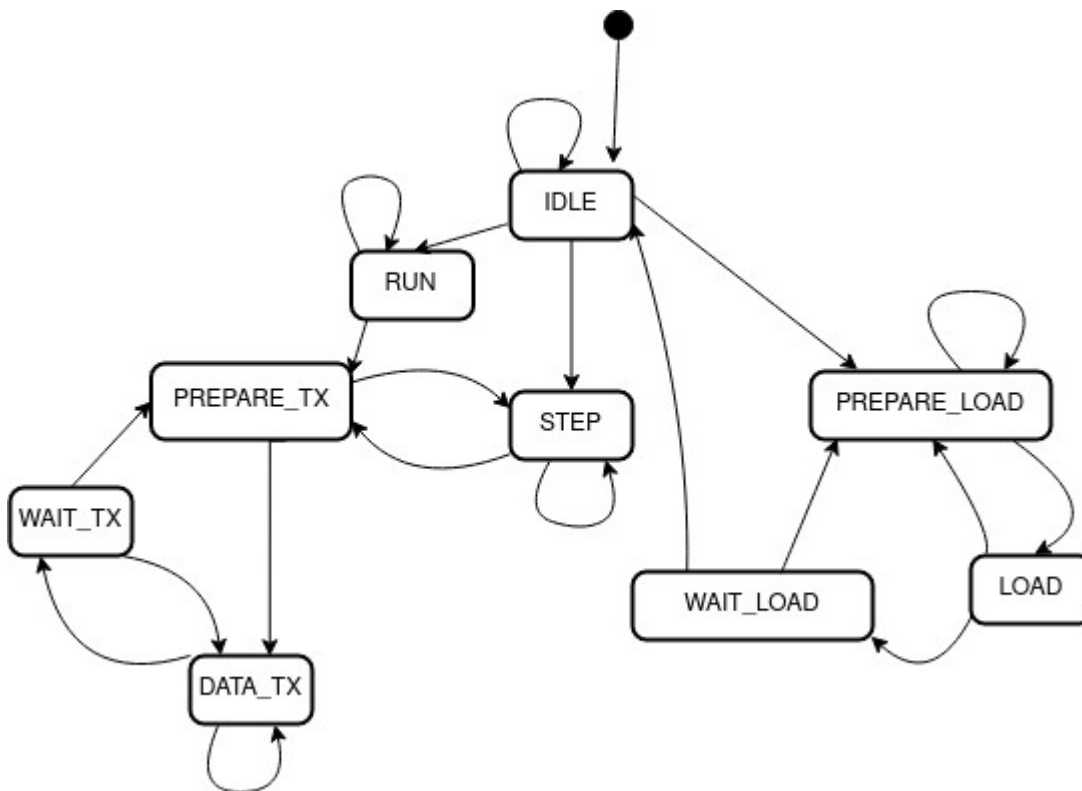 IDLE
RUN
PREPARE_TX
STEP
PREPARE_LOAD
WAIT_TX
WAIT_LOAD
LOAD
DATA_TX